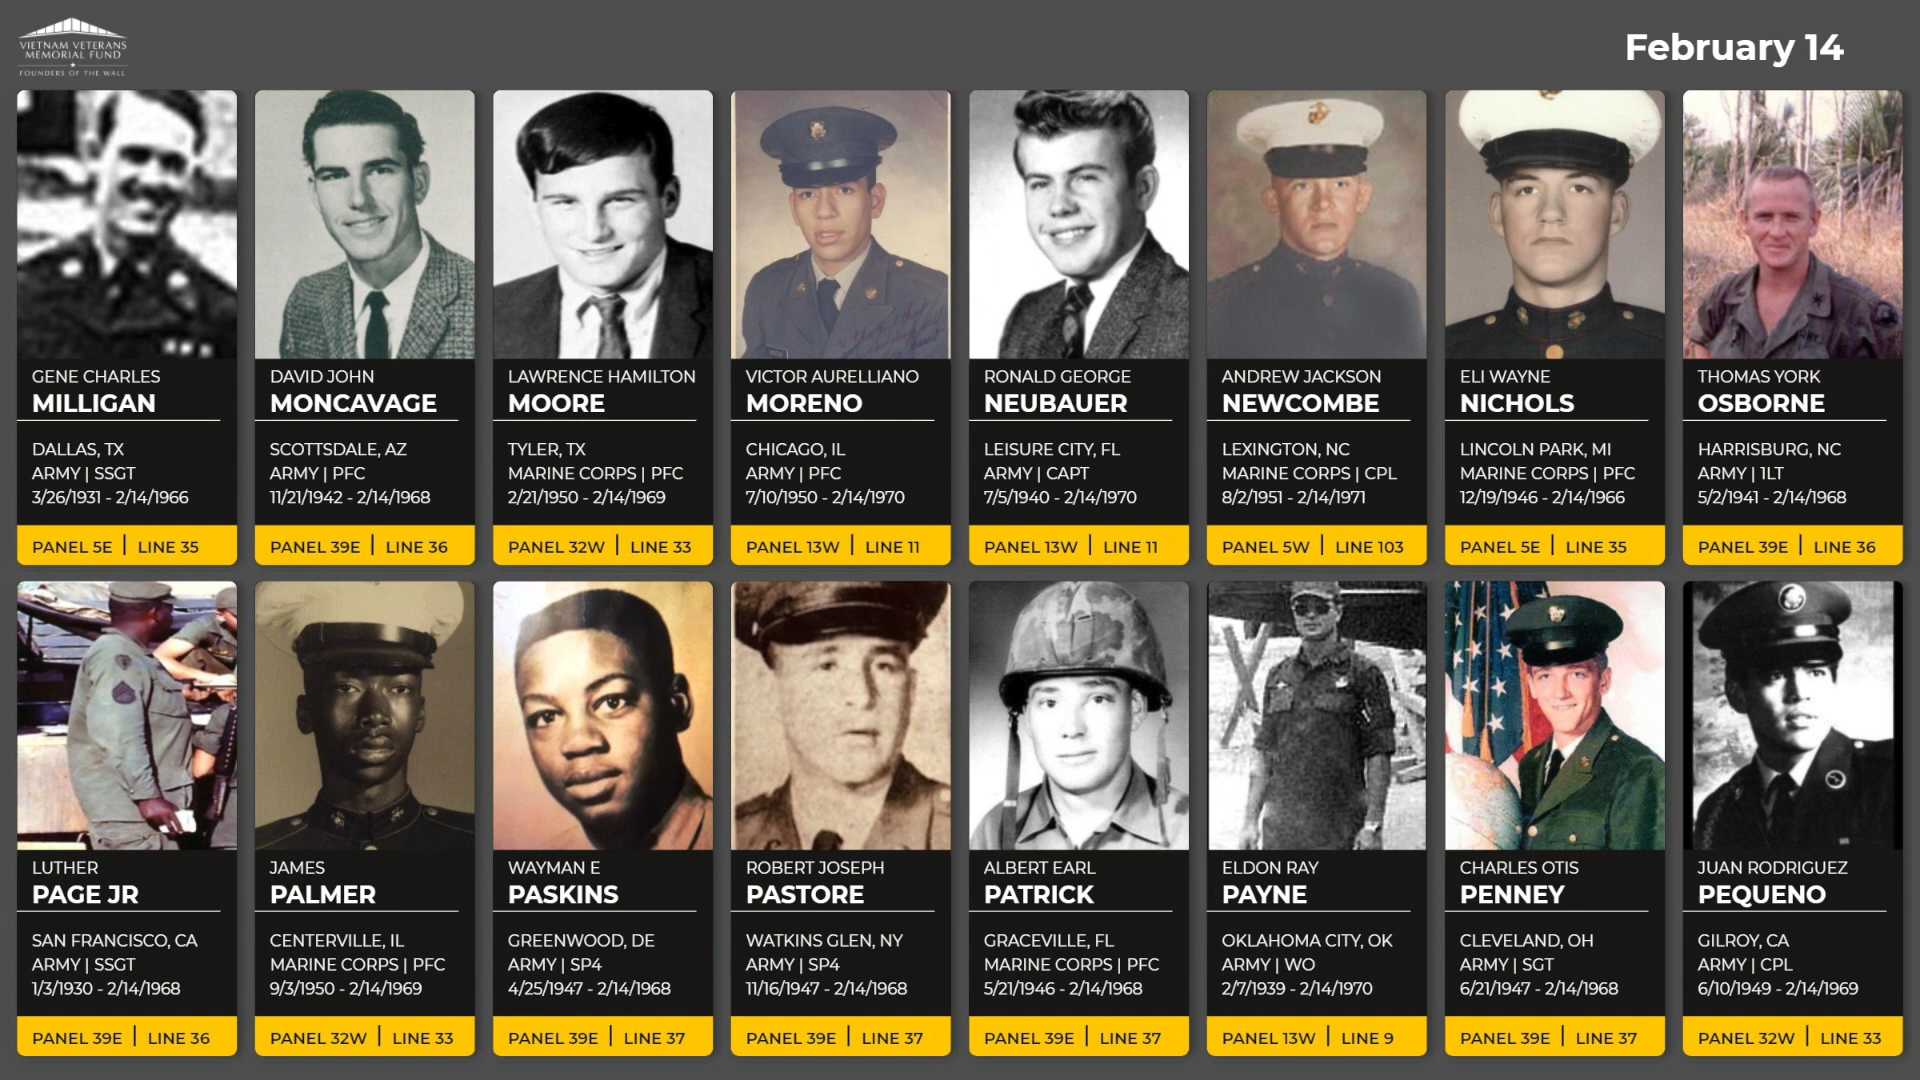 VIETNAM VETERANS
MEMORIAL FUND
FOUNDERS OF THE WALL
February 14
GENE CHARLES
MILLIGAN
DALLAS, TX
ARMY | SSGT
3/26/1931 - 2/14/1966
PANEL 5E | LINE 35
DAVID JOHN
MONCAVAGE
SCOTTSDALE, AZ
ARMY | PFC
11/21/1942 - 2/14/1968
PANEL 39E | LINE 36
LAWRENCE HAMILTON
MOORE
TYLER, TX
MARINE CORPS | PFC
2/21/1950 - 2/14/1969
PANEL 32W | LINE 33
VICTOR AURELLIANO
MORENO
CHICAGO, IL
ARMY | PFC
7/10/1950 - 2/14/1970
PANEL 13W | LINE 11
RONALD GEORGE
NEUBAUER
LEISURE CITY, FL
ARMY | CAPT
7/5/1940 - 2/14/1970
PANEL 13W | LINE 11
ANDREW JACKSON
NEWCOMBE
LEXINGTON, NC
MARINE CORPS | CPL
8/2/1951 - 2/14/1971
PANEL 5W | LINE 103
ELI WAYNE
NICHOLS
LINCOLN PARK, MI
MARINE CORPS | PFC
12/19/1946 - 2/14/1966
PANEL 5E | LINE 35
THOMAS YORK
OSBORNE
HARRISBURG, NC
ARMY | 1LT
5/2/1941 - 2/14/1968
PANEL 39E | LINE 36
LUTHER
PAGE JR
SAN FRANCISCO, CA
ARMY | SSGT
1/3/1930 - 2/14/1968
PANEL 39E | LINE 36
JAMES
PALMER
CENTERVILLE, IL
MARINE CORPS | PFC
9/3/1950 - 2/14/1969
PANEL 32W | LINE 33
WAYMAN E
PASKINS
GREENWOOD, DE
ARMY | SP4
4/25/1947 - 2/14/1968
PANEL 39E | LINE 37
ROBERT JOSEPH
PASTORE
WATKINS GLEN, NY
ARMY | SP4
11/16/1947 - 2/14/1968
PANEL 39E | LINE 37
ALBERT EARL
PATRICK
GRACEVILLE, FL
MARINE CORPS | PFC
5/21/1946 - 2/14/1968
PANEL 39E | LINE 37
ELDON RAY
PAYNE
OKLAHOMA CITY, OK
ARMY | WO
2/7/1939 - 2/14/1970
PANEL 13W | LINE 9
CHARLES OTIS
PENNEY
CLEVELAND, OH
ARMY | SGT
6/21/1947 - 2/14/1968
PANEL 39E | LINE 37
JUAN RODRIGUEZ
PEQUENO
GILROY, CA
ARMY | CPL
6/10/1949 - 2/14/1969
PANEL 32W | LINE 33